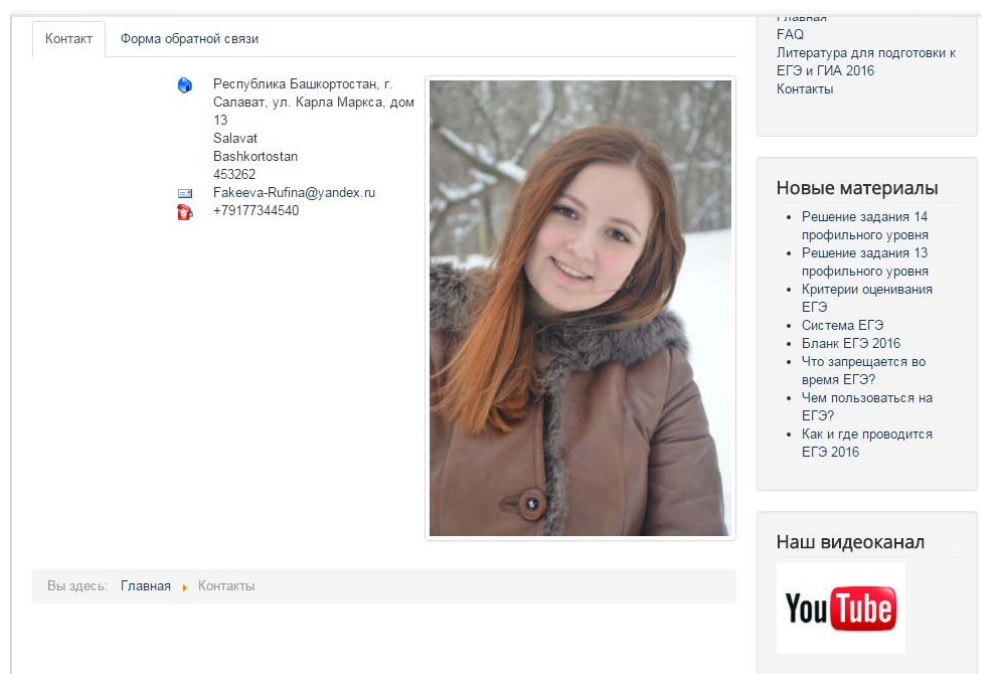 Контакт
Форма обратной связи
Республика Башкортостан, г.
Салават, ул. Карла Маркса, дом
13
Salavat
Bashkortostan
453262
Fakeeva-Rufina@yandex.ru
+79177344540
Вы здесь: Главная Контакты
Главная
FAQ
Литература для подготовки к
ЕГЭ и ГИА 2016
Контакты
Новые материалы
Решение задания 14
профильного уровня
Решение задания 13
профильного уровня
Критерии оценивания
ЕГЭ
Система ЕГЭ
Бланк ЕГЭ 2016
Что запрещается во
время ЕГЭ?
Чем пользоваться на
ЕГЭ?
Как и где проводится
ЕГЭ 2016
Наш видеоканал
YouTube